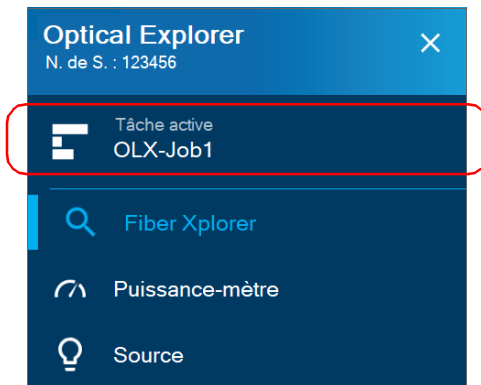 Optical Explorer
N. de S. : 123456
Tâche active
OLX-Job1
Fiber Xplorer
Puissance-mètre
Source